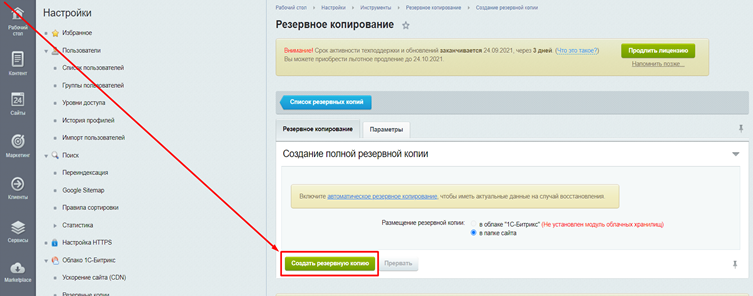 Рабочий стол
Контент
24
Сайты
Маркетинг
Клиенты
Сервисы
Marketplace
Настройки
Избранное
Пользователи
Список пользователей
Группы пользователей
Уровни доступа
История профилей
Импорт пользователей
Поиск
Переиндексация
Google Sitemap
Правила сортировки
Статистика
Настройка HTTPS
Облако 1С-Битрикс
Ускорение сайта (CDN)
Резервные копии
Рабочий стол Настройки Инструменты Резервное копирование Создание резервной копии
Резервное копирование
Внимание! Срок активности техподдержки и обновлений заканчивается 24.09.2021, через 3 дней. (Что это такое?)
Вы можете приобрести льготное продление до 24.10.2021.
Продлить лицензию
Напомнить позже...
Список резервных копий
Резервное копирование Параметры
Создание полной резервной копии
Включите автоматическое резервное копирование, чтобы иметь актуальные данные на случай восстановления.
Размещение резервной копии: в облаке "1С-Битрикс" (Не установлен модуль облачных хранилищ)
в папке сайта
Создать резервную копию Прервать